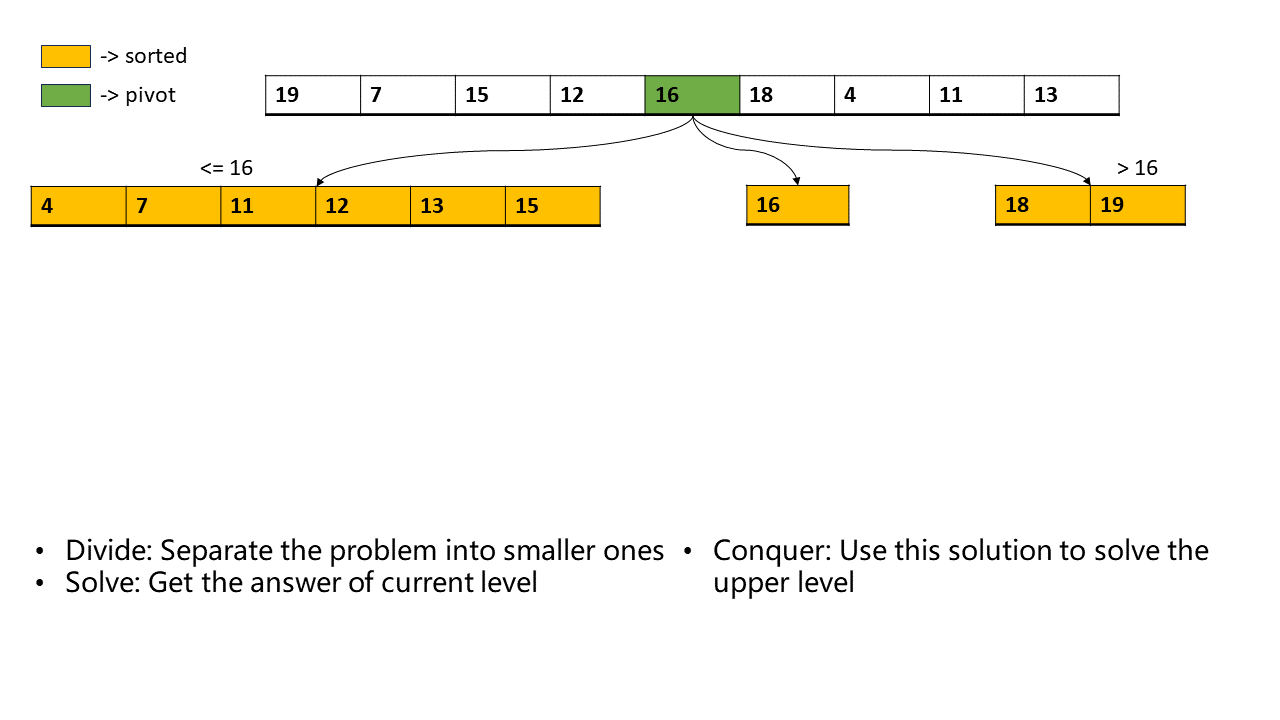 -> sorted
-> pivot
19 7 15 12 16 18 4 11 13
<= 16
> 16
4 7 11 12 13 15
16
18 19
• Divide: Separate the problem into smaller ones
• Solve: Get the answer of current level
• Conquer: Use this solution to solve the
upper level